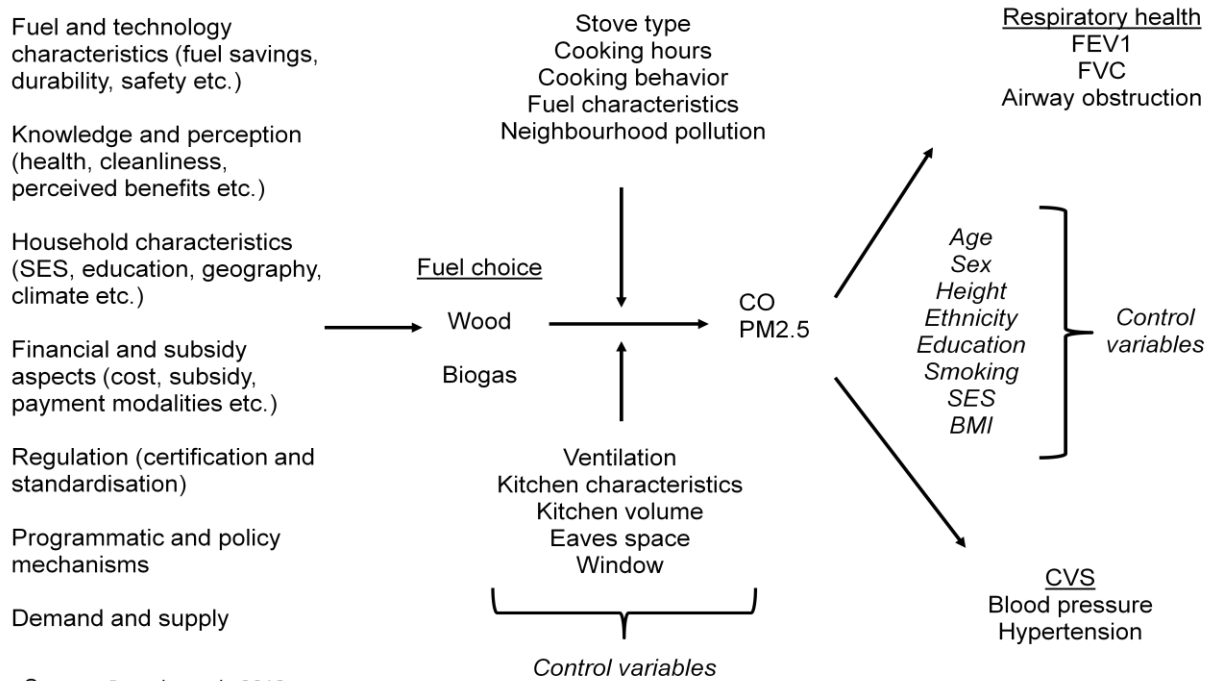 Fuel and technology
characteristics (fuel savings,
durability, safety etc.)
Knowledge and perception
(health, cleanliness,
perceived benefits etc.)
Household characteristics
(SES, education, geography,
climate etc.)
Financial and subsidy
aspects (cost, subsidy,
payment modalities etc.)
Regulation (certification and
standardisation)
Programmatic and policy
mechanisms
Demand and supply
Fuel choice
Wood
Biogas
Stove type
Cooking hours
Cooking behavior
Fuel characteristics
Neighbourhood pollution
Ventilation
Kitchen characteristics
Kitchen volume
Eaves space
Window
Control variables
CO
PM2.5
Respiratory health
FEV1
FVC
Airway obstruction
Age
Sex
Height
Ethnicity
Education
Smoking
SES
BMI
Control
variables
CVS
Blood pressure
Hypertension